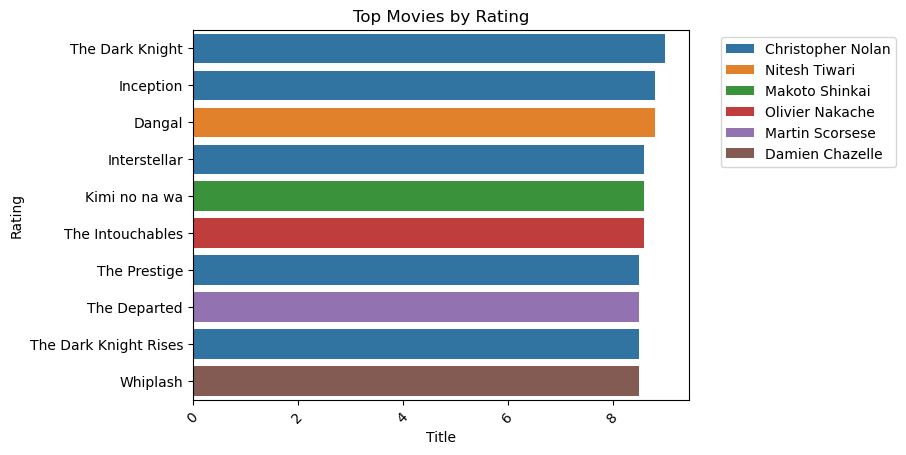 Top Movies by Rating
The Dark Knight
Inception
Dangal
Interstellar
Kimi no na wa
The Intouchables
The Prestige
The Departed
The Dark Knight Rises
Whiplash
Rating
0 2 4 6 8
Title
Christopher Nolan
Nitesh Tiwari
Makoto Shinkai
Olivier Nakache
Martin Scorsese
Damien Chazelle